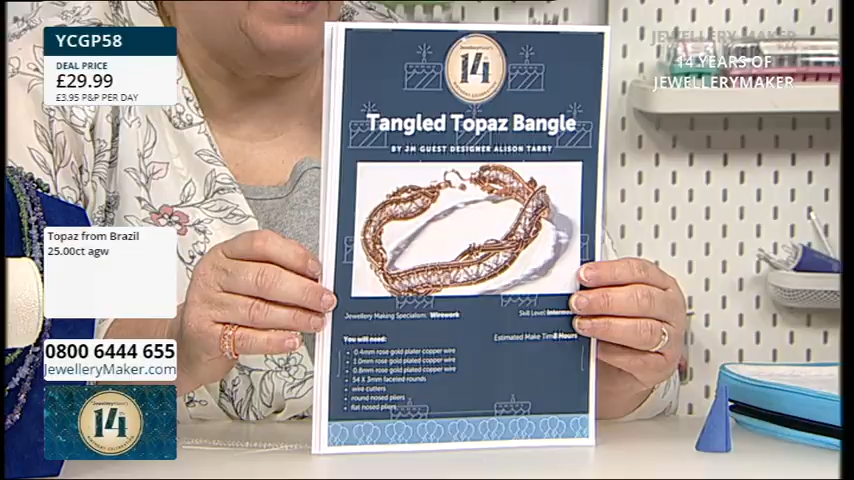 YCGP58
DEAL PRICE
£29.99
£3.95 P&P PER DAY
Topaz from Brazil
25.00ct agw
0800 6444 655
JewelleryMaker.com
14
JewelleryMaker's
14
Tangled Topaz Bangle
BY JM GUEST DESIGNER ALISON TARRY
Jewellery Making Specialism: Wirework
Skill Level
You will need:
Estimated Make Time 8 Hours
0.4mm rose gold plater copper wire
1.0mm rose gold plated copper wire
0.8mm rose gold plated copper wire
54 X 3mm faceted rounds
wire cutters
round nosed pliers
flat nosed pliers
JEWELLERY MAKER
14 YEARS OF
JEWELLERYMAKER